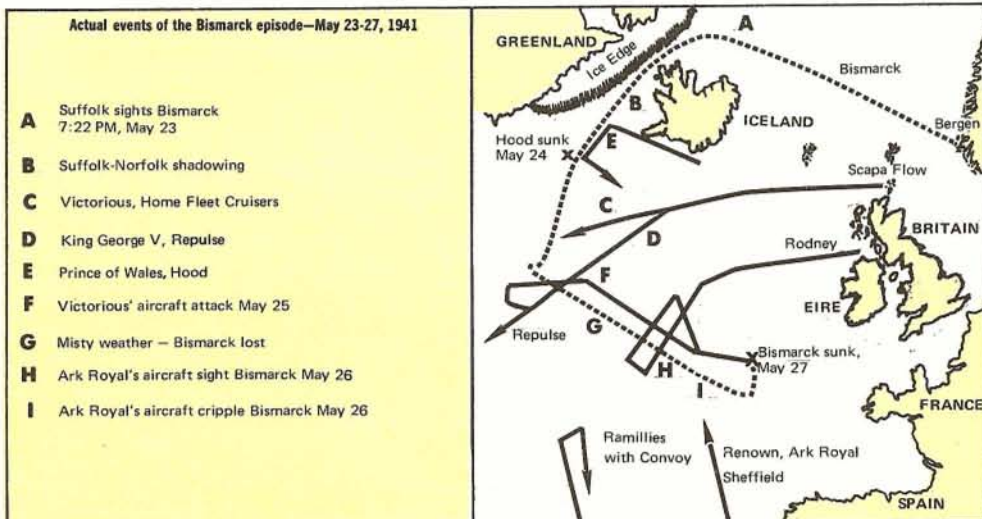 Actual events of the Bismarck episode—May 23-27, 1941
A Suffolk sights Bismarck
7:22 PM, May 23
B Suffolk-Norfolk shadowing
C Victorious, Home Fleet Cruisers
D King George V, Repulse
E Prince of Wales, Hood
F Victorious' aircraft attack May 25
G Misty weather — Bismarck lost
H Ark Royal's aircraft sight Bismarck May 26
I Ark Royal's aircraft cripple Bismarck May 26
A
GREENLAND
Ice Edge
Bismarck
B
ICELAND
Bergen
Hood sunk
May 24
E
Scapa Flow
C
D
BRITAIN
Rodney
F
EIRE
G
Repulse
H
Bismarck sunk,
May 27
I
FRANCE
Ramillies
with Convoy
Renown, Ark Royal
Sheffield
SPAIN